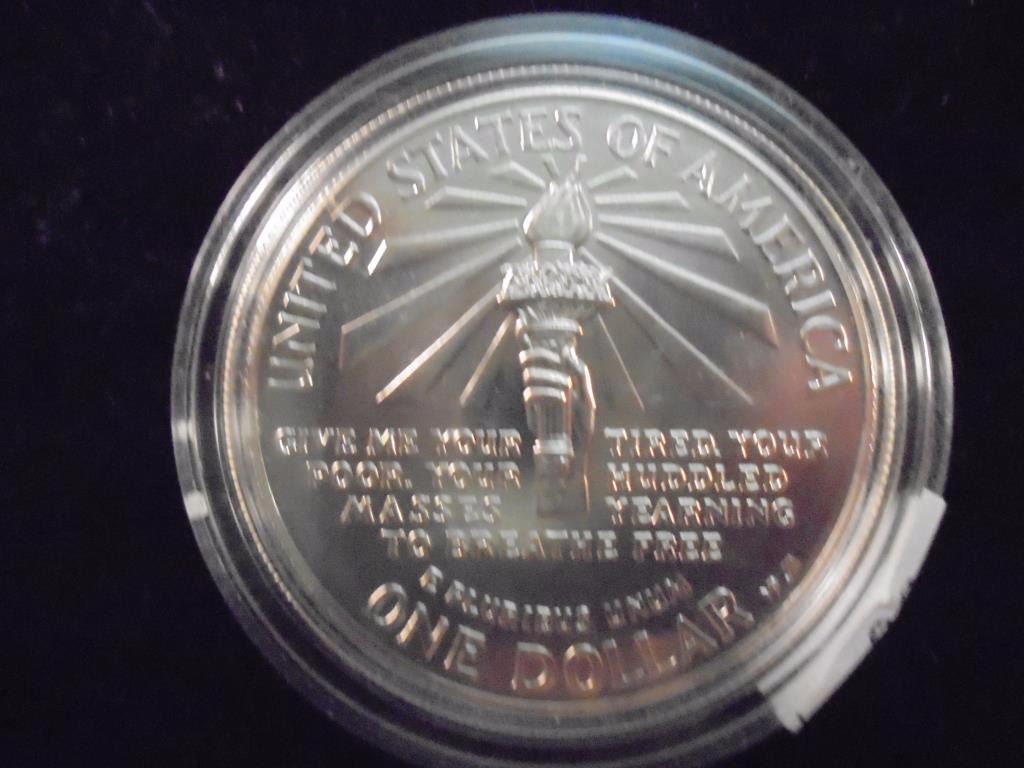 UNITED STATES OF AMERICA
GIVE ME YOUR TIRED YOUR
POOR YOUR HUDDLED
MASSES YEARNING
TO BREATHE FREE
E PLURIBUS UNUM
ONE DOLLAR